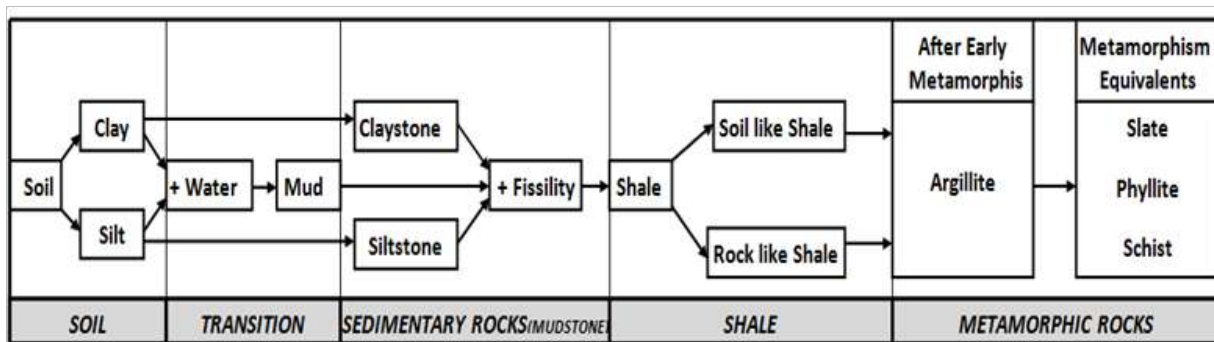 After Early
Metamorphis
Metamorphism
Equivalents
Clay
Claystone
Soil like Shale
Slate
Soil
+ Water
Mud
+ Fissility
Shale
Argillite
Phyllite
Silt
Siltstone
Rock like Shale
Schist
SOIL
TRANSITION
SEDIMENTARY ROCKS(MUDSTONE)
SHALE
METAMORPHIC ROCKS